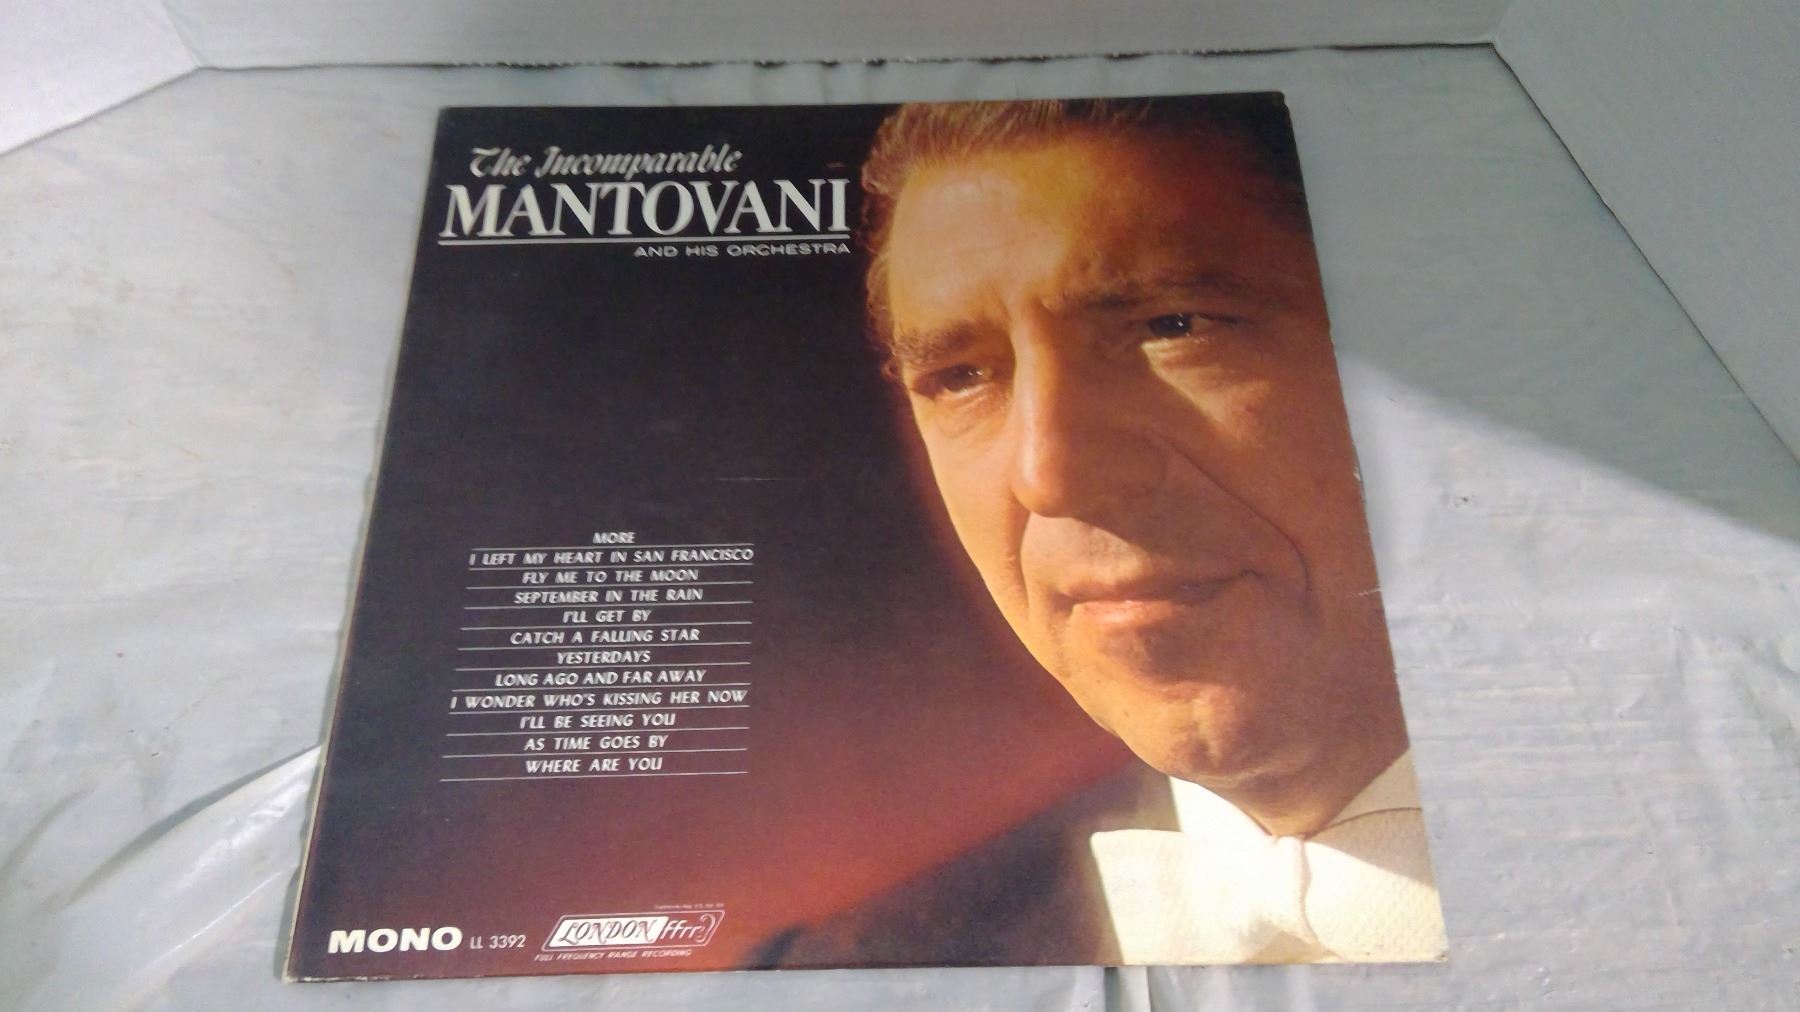 The Incomparable
MANTOVANI
AND HIS ORCHESTRA
MORE
I LEFT MY HEART IN SAN FRANCISCO
FLY ME TO THE MOON
SEPTEMBER IN THE RAIN
I'LL GET BY
CATCH A FALLING STAR
YESTERDAYS
LONG AGO AND FAR AWAY
I WONDER WHO'S KISSING HER NOW
I'LL BE SEEING YOU
AS TIME GOES BY
WHERE ARE YOU
MONO LL 3392
LONDON ffrr
FULL FREQUENCY RANGE RECORDING